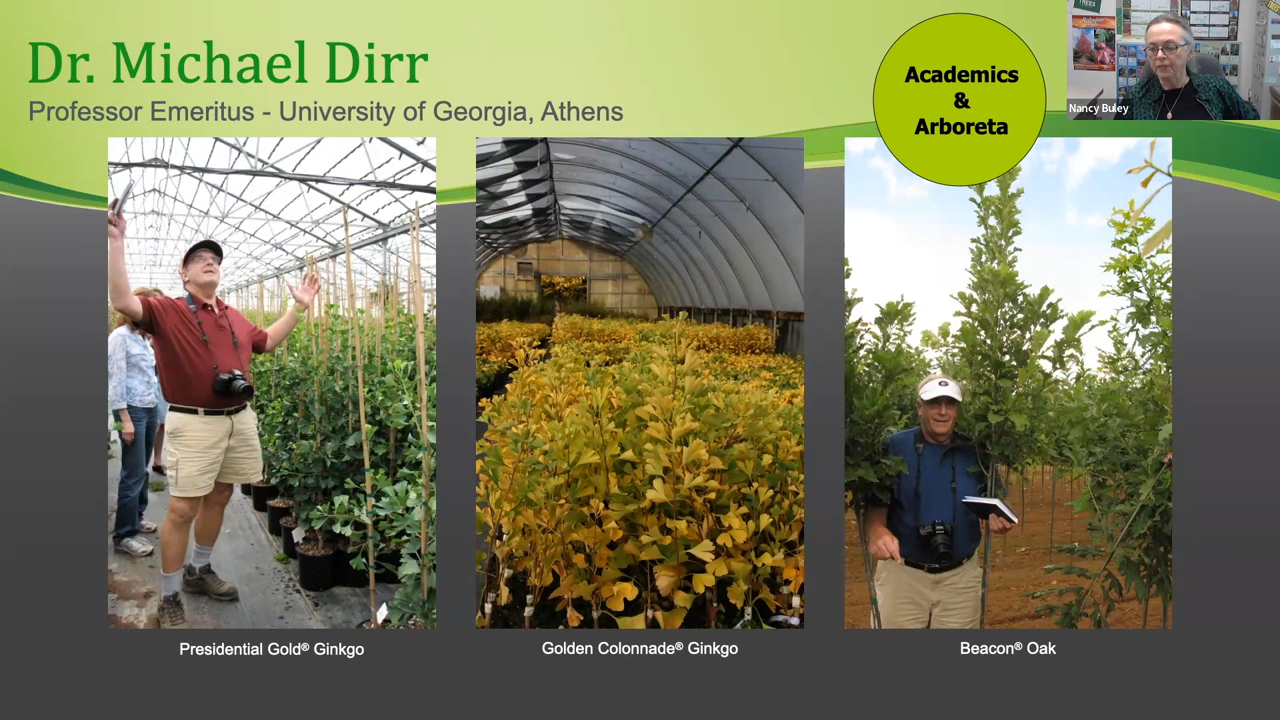 Dr. Michael Dirr
Professor Emeritus - University of Georgia, Athens
Academics
&
Arboreta
TREES
Nancy Buley
Presidential Gold® Ginkgo
Golden Colonnade® Ginkgo
Beacon® Oak